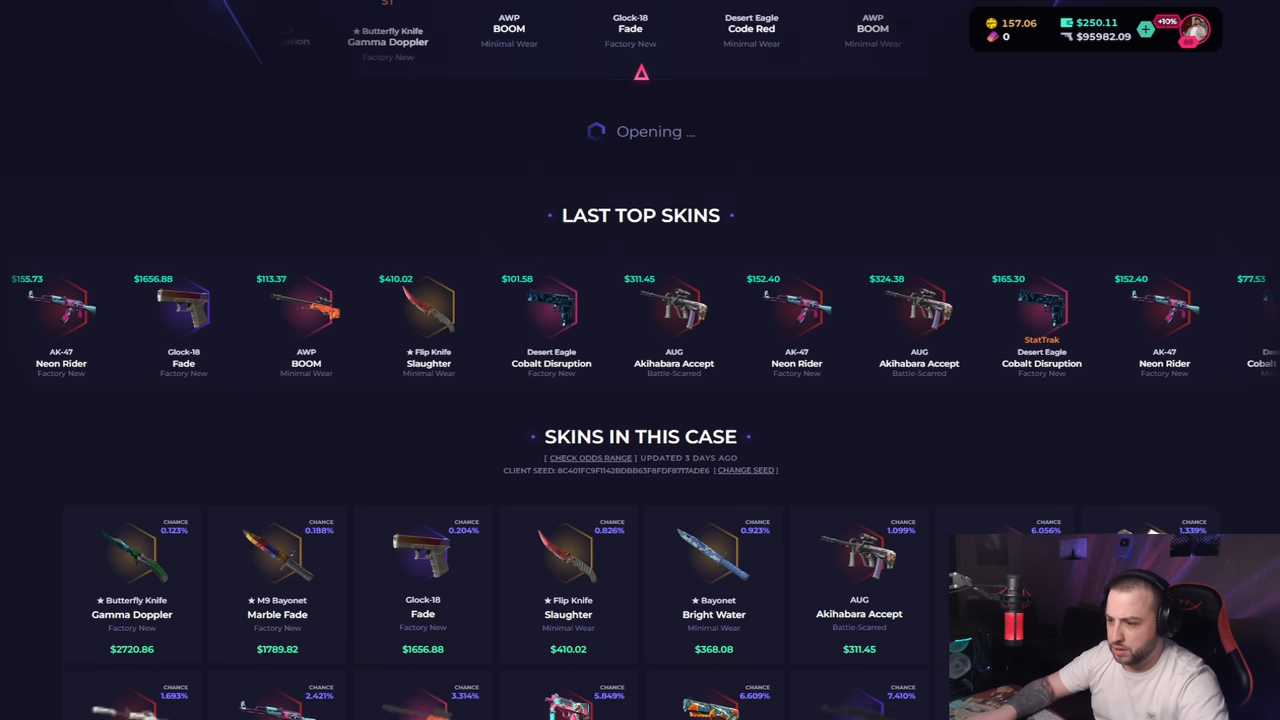 ST
★ Butterfly Knife
Gamma Doppler
Factory New
AWP
BOOM
Minimal Wear
Glock-18
Fade
Factory New
Desert Eagle
Code Red
Minimal Wear
AWP
BOOM
Minimal Wear
157.06
0
$250.11
$95982.09
+10%
Opening ...
LAST TOP SKINS
$155.73
AK-47
Neon Rider
Factory New
$1656.88
Glock-18
Fade
Factory New
$113.37
AWP
BOOM
Minimal Wear
$410.02
★ Flip Knife
Slaughter
Minimal Wear
$101.58
Desert Eagle
Cobalt Disruption
Factory New
$311.45
AUG
Akihabara Accept
Battle-Scarred
$152.40
AK-47
Neon Rider
Factory New
$324.38
AUG
Akihabara Accept
Battle-Scarred
$165.30
StatTrak
Desert Eagle
Cobalt Disruption
Factory New
$152.40
AK-47
Neon Rider
Factory New
$77.53
Cobalt
SKINS IN THIS CASE
[ CHECK ODDS RANGE ] UPDATED 3 DAYS AGO
CLIENT SEED: 8C401FC9F1142BDBB63F8FDF8717ADE6 [ CHANGE SEED ]
CHANCE
0.123%
★ Butterfly Knife
Gamma Doppler
Factory New
$2720.86
CHANCE
0.188%
★ M9 Bayonet
Marble Fade
Factory New
$1789.82
CHANCE
0.204%
Glock-18
Fade
Factory New
$1656.88
CHANCE
0.826%
★ Flip Knife
Slaughter
Minimal Wear
$410.02
CHANCE
0.923%
★ Bayonet
Bright Water
Minimal Wear
$368.08
CHANCE
1.099%
AUG
Akihabara Accept
Battle-Scarred
$311.45
CHANCE
6.056%
CHANCE
1.339%
CHANCE
1.693%
CHANCE
2.421%
CHANCE
3.314%
CHANCE
5.849%
CHANCE
6.609%
CHANCE
7.410%